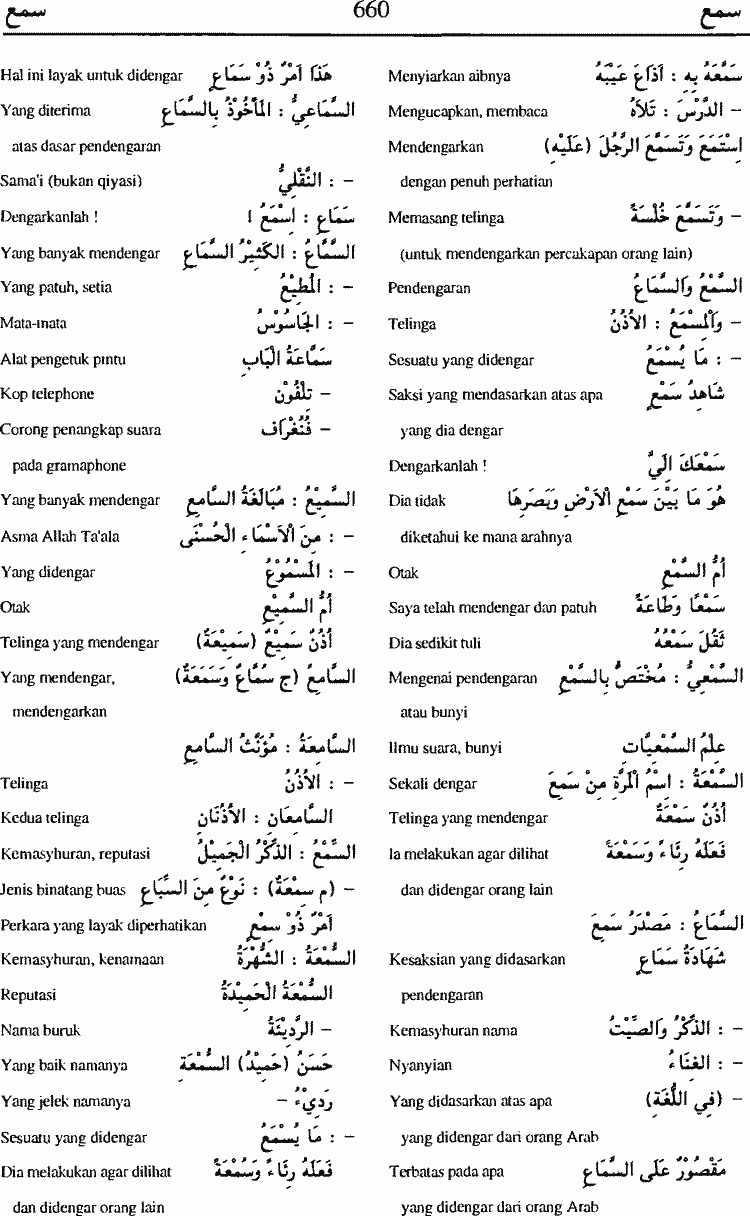 سمع 660 سمع
سَمَّعَهُ بِهِ : أَذَاعَ عَيْبَهُ Menyiarkan aibnya
– الدَّرْسَ : تَلاَهُ Mengucapkan, membaca
اِسْتَمَعَ وَتَسَمَّعَ الرَّجُلَ (عَلَيْهِ) Mendengarkan
dengan penuh perhatian
– وَتَسَمَّعَ خُلْسَةً Memasang telinga
(untuk mendengarkan percakapan orang lain)
السَّمْعُ وَالسَّمَاعُ Pendengaran
– وَالْمِسْمَعُ : الأُذُنُ Telinga
– : مَا يُسْمَعُ Sesuatu yang didengar
شَاهِدُ سَمْعٍ Saksi yang mendasarkan atas apa
yang dia dengar
سَمْعَكَ اِلَيَّ Dengarkanlah !
هُوَ مَا بَيْنَ سَمْعِ الاَرْضِ وَبَصَرِهَا Dia tidak
diketahui ke mana arahnya
أُمُّ السَّمْعِ Otak
سَمْعًا وَطَاعَةً Saya telah mendengar dan patuh
ثَقُلَ سَمْعُهُ Dia sedikit tuli
السَّمْعِيُّ : مُخْتَصٌّ بِالسَّمْعِ Mengenai pendengaran
atau bunyi
عِلْمُ السَّمْعِيَّاتِ Ilmu suara, bunyi
السَّمْعَةُ : اِسْمُ الْمَرَّةِ مِنْ سَمِعَ Sekali dengar
أُذُنٌ سَمْعَةٌ Telinga yang mendengar
فَعَلَهُ رِئَاءً وَسَمْعَةً Ia melakukan agar dilihat
dan didengar orang lain
السَّمَاعُ : مَصْدَرُ سَمِعَ
شَهَادَةُ سَمَاعٍ Kesaksian yang didasarkan
pendengaran
– : الذِّكْرُ وَالصِّيْتُ Kemasyhuran nama
– : الغِنَاءُ Nyanyian
– (فِي اللُّغَةِ) Yang didasarkan atas apa
yang didengar dari orang Arab
مَقْصُوْرٌ عَلَى السَّمَاعِ Terbatas pada apa
yang didengar dari orang Arab
هَذَا اَمْرٌ ذُوْ سَمَاعٍ Hal ini layak untuk didengar
السَّمَاعِيُّ : الْمَأْخُوْذُ بِالسَّمَاعِ Yang diterima
atas dasar pendengaran
– : النَّقْلِيُّ Sama'i (bukan qiyasi)
سَمَاعِ : اِسْمَعْ ! Dengarkanlah !
السَّمَّاعُ : الْكَثِيْرُ السَّمَاعِ Yang banyak mendengar
– : الْمُطِيْعُ Yang patuh, setia
– : الْجَاسُوْسُ Mata-mata
سَمَّاعَةُ الْبَابِ Alat pengetuk pintu
– تِلِفُوْن Kop telephone
– فُنُغْرَاف Corong penangkap suara
pada gramaphone
السَّمِيْعُ : مُبَالَغَةُ السَّامِعِ Yang banyak mendengar
– : مِنَ الْأَسْمَاءِ الْحُسْنَى Asma Allah Ta'ala
– : الْمَسْمُوْعُ Yang didengar
أُمُّ السَّمِيْعِ Otak
أُذُنٌ سَمِيْعٌ (سَمِيْعَةٌ) Telinga yang mendengar
السَّامِعُ (ج سُمَّاعٌ وَسَمَعَةٌ) Yang mendengar,
mendengarkan
السَّامِعَةُ : مُؤَنَّثُ السَّامِعِ
– : الأُذُنُ Telinga
السَّامِعَانِ : الأُذُنَانِ Kedua telinga
السِّمْعُ : الذِّكْرُ الْجَمِيْلُ Kemasyhuran, reputasi
– (م سِمْعَةٌ) : نَوْعٌ مِنَ السِّبَاعِ Jenis binatang buas
اَمْرٌ ذُوْ سِمْعٍ Perkara yang layak diperhatikan
السُّمْعَةُ : الشُّهْرَةُ Kemasyhuran, kenamaan
السُّمْعَةُ الْحَمِيْدَةُ Reputasi
– الرَّدِيْئَةُ Nama buruk
حَسَنُ (حَمِيْدُ) السُّمْعَةِ Yang baik namanya
رَدِيْءُ – Yang jelek namanya
– : مَا يُسْمَعُ Sesuatu yang didengar
فَعَلَهُ رِئَاءً وَسُمْعَةً Dia melakukan agar dilihat
dan didengar orang lain